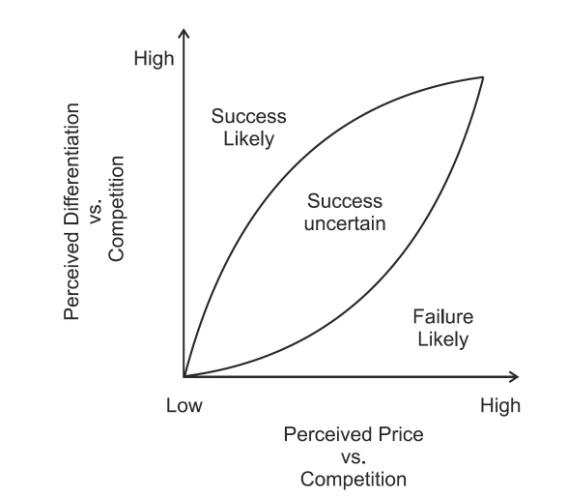 High
Perceived Differentiation
vs.
Competition
Success
Likely
Success
uncertain
Failure
Likely
Low
High
Perceived Price
vs.
Competition